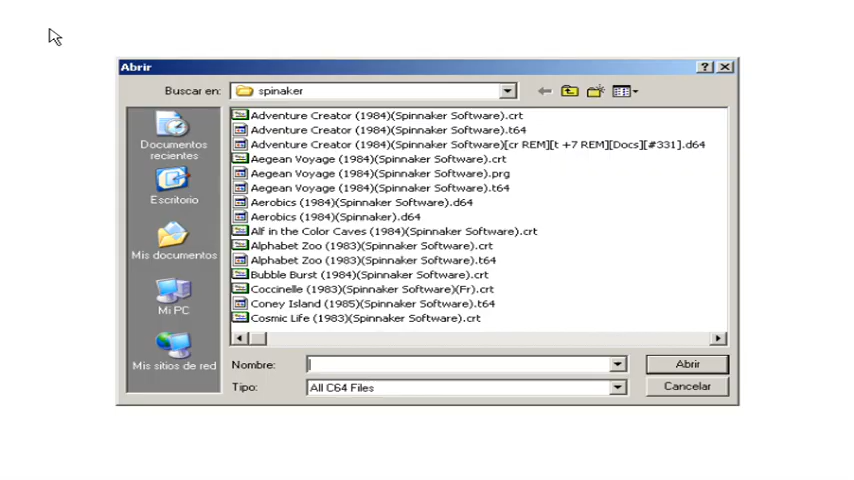 Abrir
Buscar en: spinaker
Documentos recientes
Escritorio
Mis documentos
Mi PC
Mis sitios de red
Adventure Creator (1984)(Spinnaker Software).crt
Adventure Creator (1984)(Spinnaker Software).t64
Adventure Creator (1984)(Spinnaker Software)[cr REM][t +7 REM][Docs][#331].d64
Aegean Voyage (1984)(Spinnaker Software).crt
Aegean Voyage (1984)(Spinnaker Software).prg
Aegean Voyage (1984)(Spinnaker Software).t64
Aerobics (1984)(Spinnaker Software).d64
Aerobics (1984)(Spinnaker).d64
Alf in the Color Caves (1984)(Spinnaker Software).crt
Alphabet Zoo (1983)(Spinnaker Software).crt
Alphabet Zoo (1983)(Spinnaker Software).t64
Bubble Burst (1984)(Spinnaker Software).crt
Coccinelle (1983)(Spinnaker Software)(Fr).crt
Coney Island (1985)(Spinnaker Software).t64
Cosmic Life (1983)(Spinnaker Software).crt
Nombre:
Abrir
Tipo: All C64 Files
Cancelar